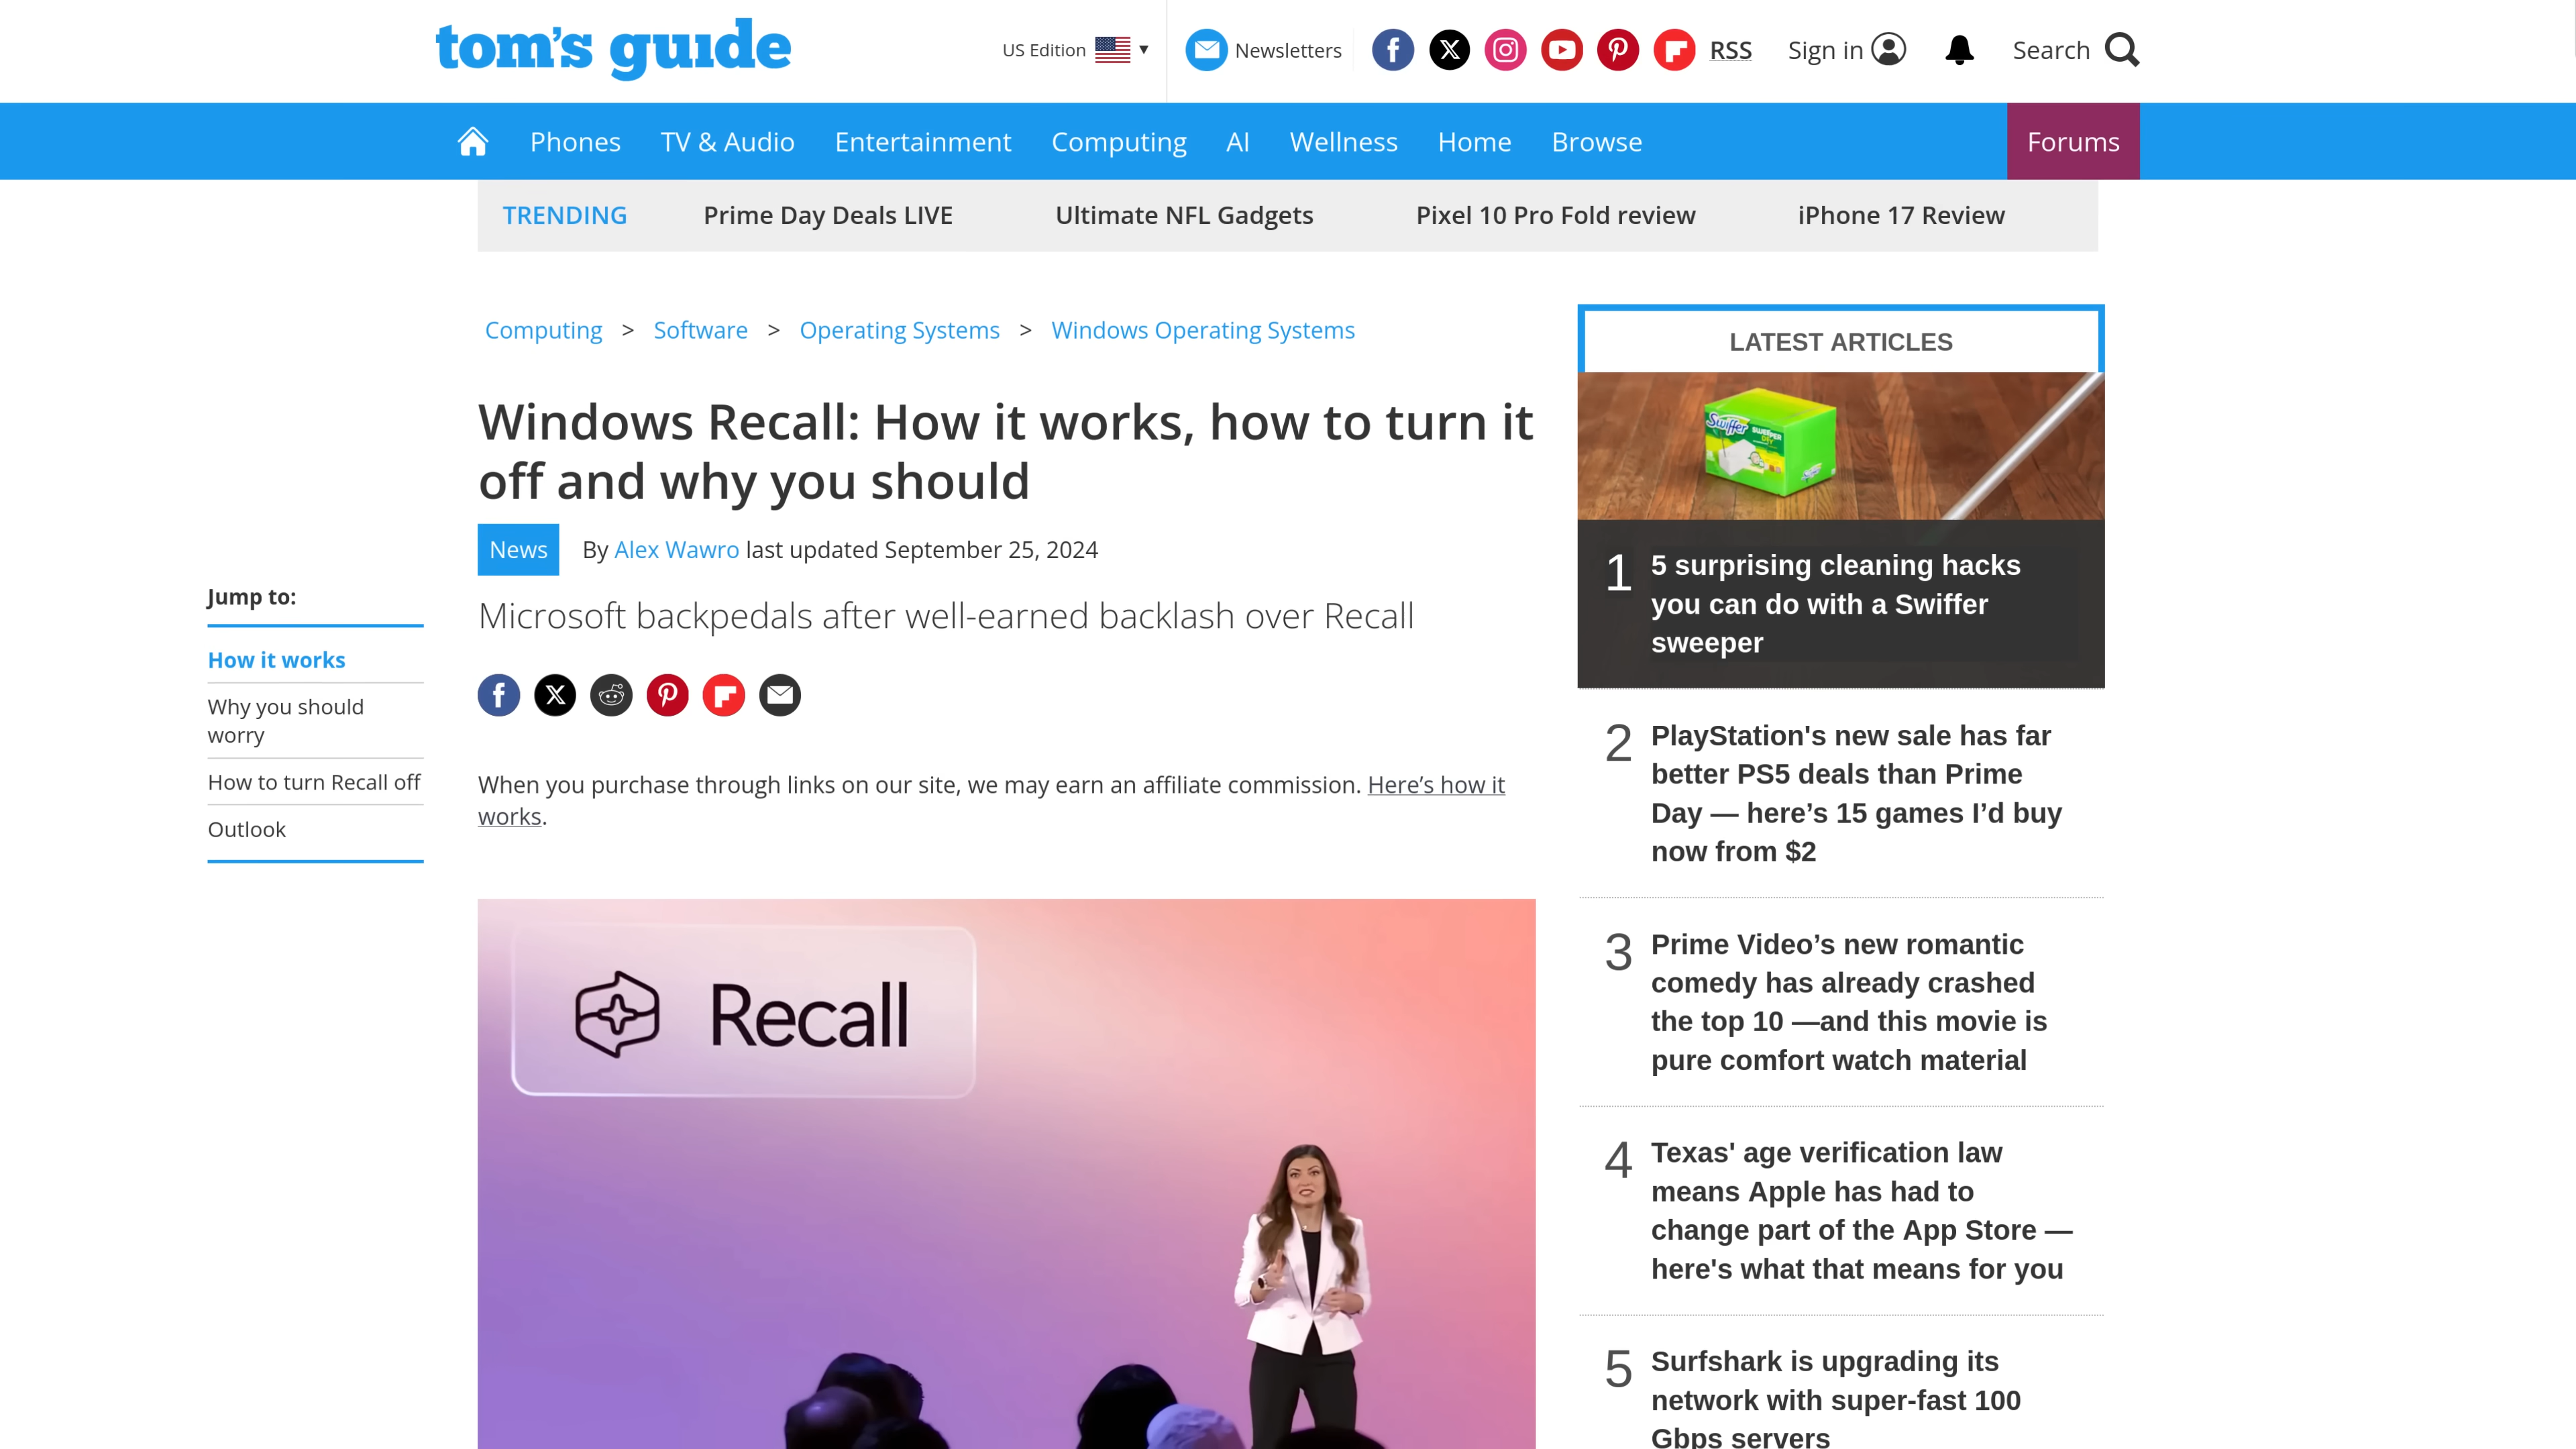 tom's guide
US Edition
Newsletters
RSS
Sign in
Search
Phones
TV & Audio
Entertainment
Computing
AI
Wellness
Home
Browse
Forums
TRENDING
Prime Day Deals LIVE
Ultimate NFL Gadgets
Pixel 10 Pro Fold review
iPhone 17 Review
Computing > Software > Operating Systems > Windows Operating Systems
Windows Recall: How it works, how to turn it
off and why you should
News
By Alex Wawro last updated September 25, 2024
Microsoft backpedals after well-earned backlash over Recall
Jump to:
How it works
Why you should
worry
How to turn Recall off
Outlook
When you purchase through links on our site, we may earn an affiliate commission. Here’s how it
works.
Recall
LATEST ARTICLES
Swiffer
SWEEPER
DRY
1
5 surprising cleaning hacks
you can do with a Swiffer
sweeper
2
PlayStation's new sale has far
better PS5 deals than Prime
Day — here’s 15 games I’d buy
now from $2
3
Prime Video’s new romantic
comedy has already crashed
the top 10 —and this movie is
pure comfort watch material
4
Texas' age verification law
means Apple has had to
change part of the App Store —
here's what that means for you
5
Surfshark is upgrading its
network with super-fast 100
Gbps servers